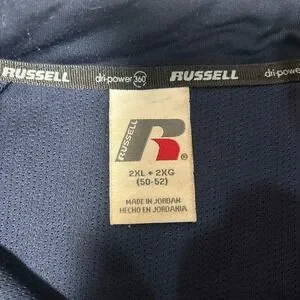 RUSSELL dri-power 360 RUSSELL dri-power
RUSSELL
R®
2XL • 2XG
(50-52)
MADE IN JORDAN
HECHO EN JORDANIA